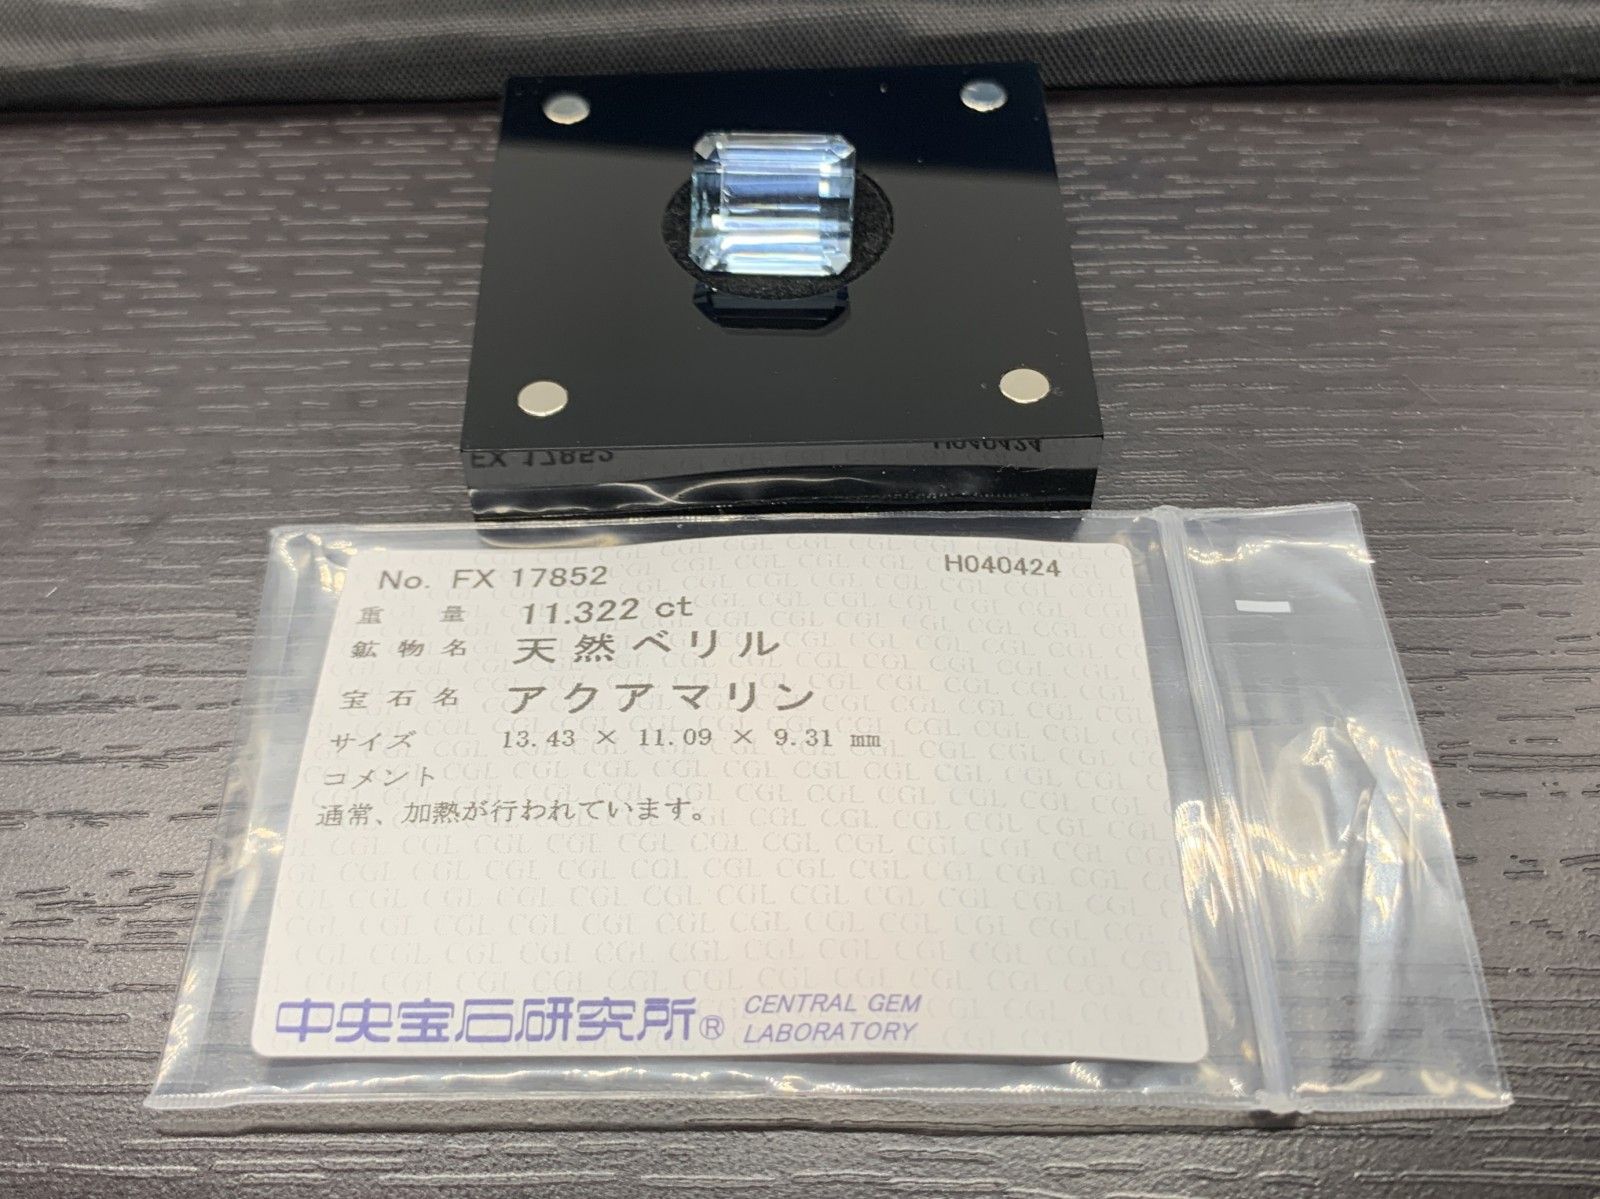 No. FX 17852 H040424
重量 11.322 ct
鉱物名 天然ベリル
宝石名 アクアマリン
サイズ 13.43 × 11.09 × 9.31 mm
コメント
通常、加熱が行われています。
中央宝石研究所® CENTRAL GEM LABORATORY